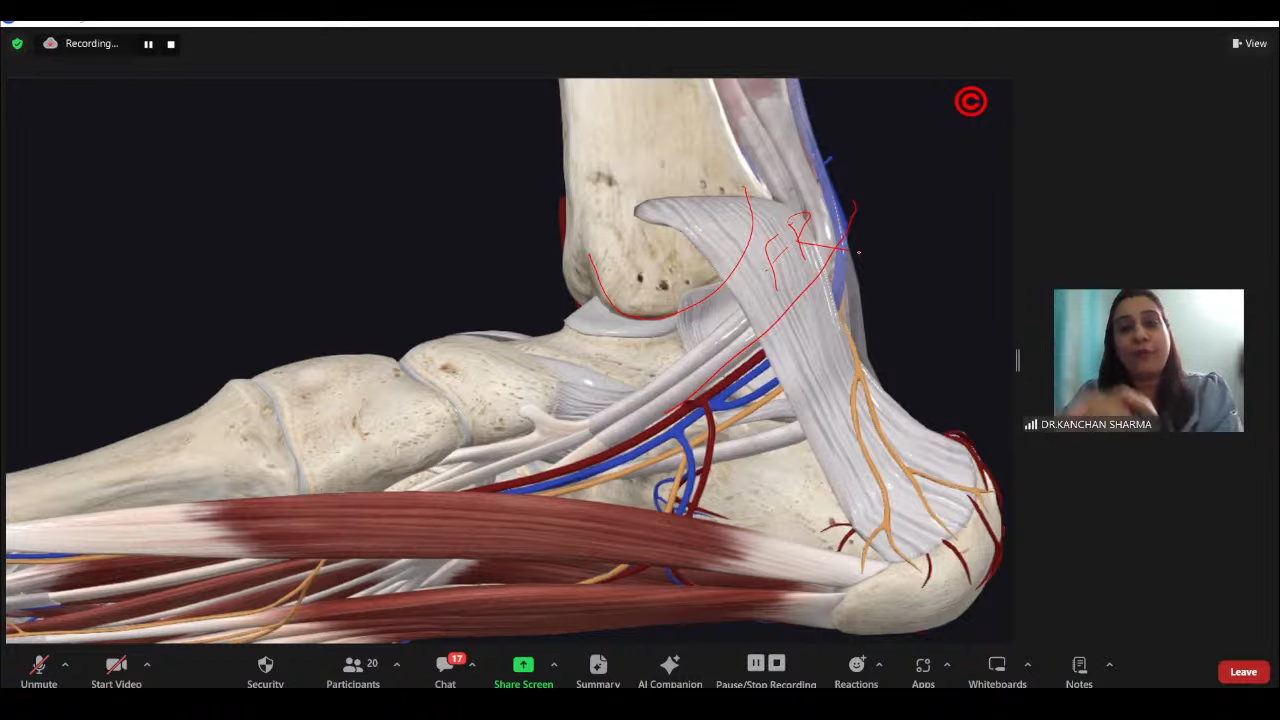 Recording...
View
©
FR
DR.KANCHAN SHARMA
17
20
Unmute
Start Video
Security
Participants
Chat
Share Screen
Summary
AI Companion
Pause/Stop Recording
Reactions
Apps
Whiteboards
Notes
Leave